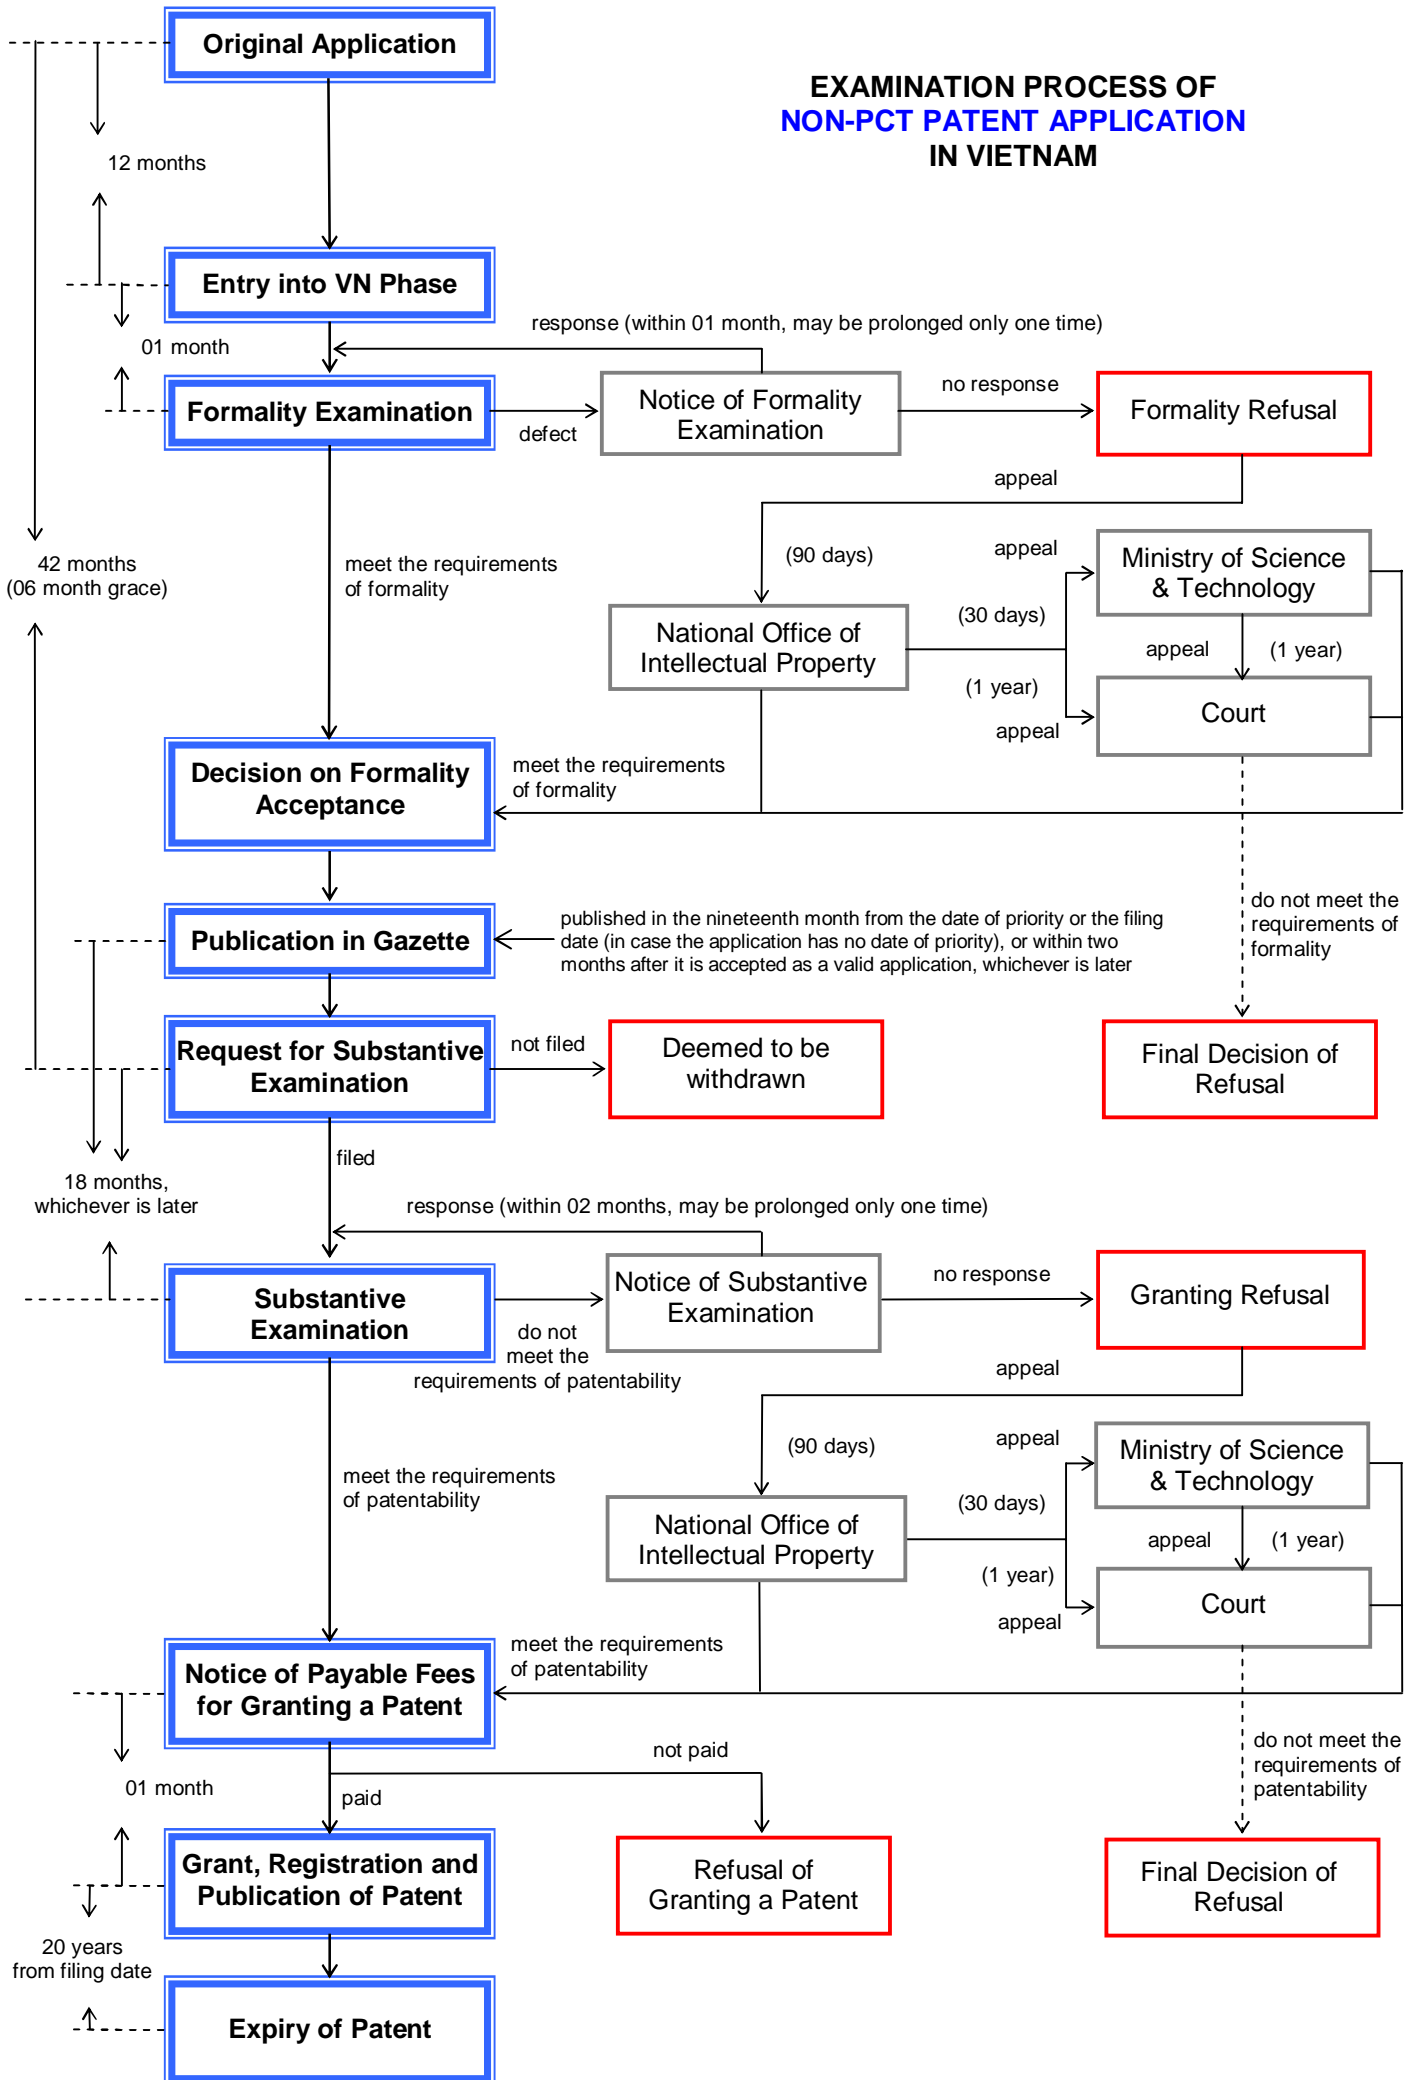 Original Application
EXAMINATION PROCESS OF
NON-PCT PATENT APPLICATION
IN VIETNAM
12 months
Entry into VN Phase
response (within 01 month, may be prolonged only one time)
01 month
Formality Examination
defect
Notice of Formality
Examination
no response
Formality Refusal
appeal
42 months
(06 month grace)
meet the requirements
of formality
(90 days)
appeal
Ministry of Science
& Technology
(30 days)
National Office of
Intellectual Property
appeal
(1 year)
(1 year)
appeal
Court
Decision on Formality
Acceptance
meet the requirements
of formality
Publication in Gazette
published in the nineteenth month from the date of priority or the filing
date (in case the application has no date of priority), or within two
months after it is accepted as a valid application, whichever is later
do not meet the
requirements of
formality
Request for Substantive
Examination
not filed
Deemed to be
withdrawn
Final Decision of
Refusal
filed
18 months,
whichever is later
response (within 02 months, may be prolonged only one time)
Substantive
Examination
do not
meet the
requirements of patentability
Notice of Substantive
Examination
no response
Granting Refusal
appeal
meet the requirements
of patentability
(90 days)
appeal
Ministry of Science
& Technology
(30 days)
National Office of
Intellectual Property
appeal
(1 year)
(1 year)
appeal
Court
Notice of Payable Fees
for Granting a Patent
meet the requirements
of patentability
not paid
do not meet the
requirements of
patentability
01 month
paid
Grant, Registration and
Publication of Patent
Refusal of
Granting a Patent
Final Decision of
Refusal
20 years
from filing date
Expiry of Patent